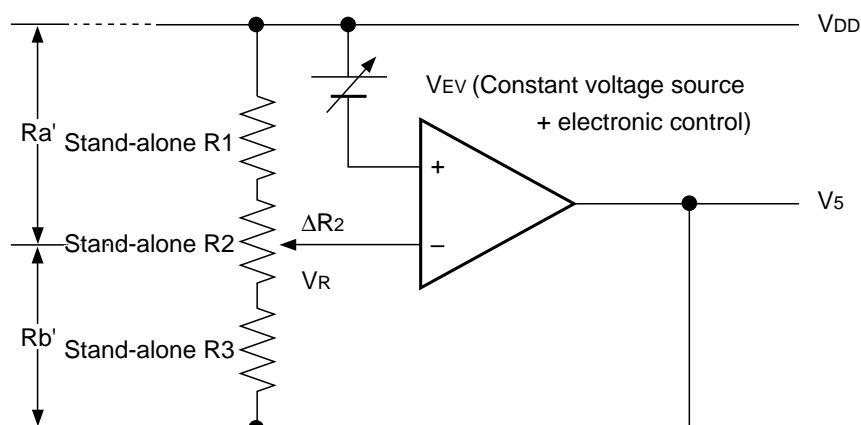 VDD
VEV (Constant voltage source
+ electronic control)
Ra'
Stand-alone R1
+
V5
ΔR2
Stand-alone R2
−
VR
Rb'
Stand-alone R3